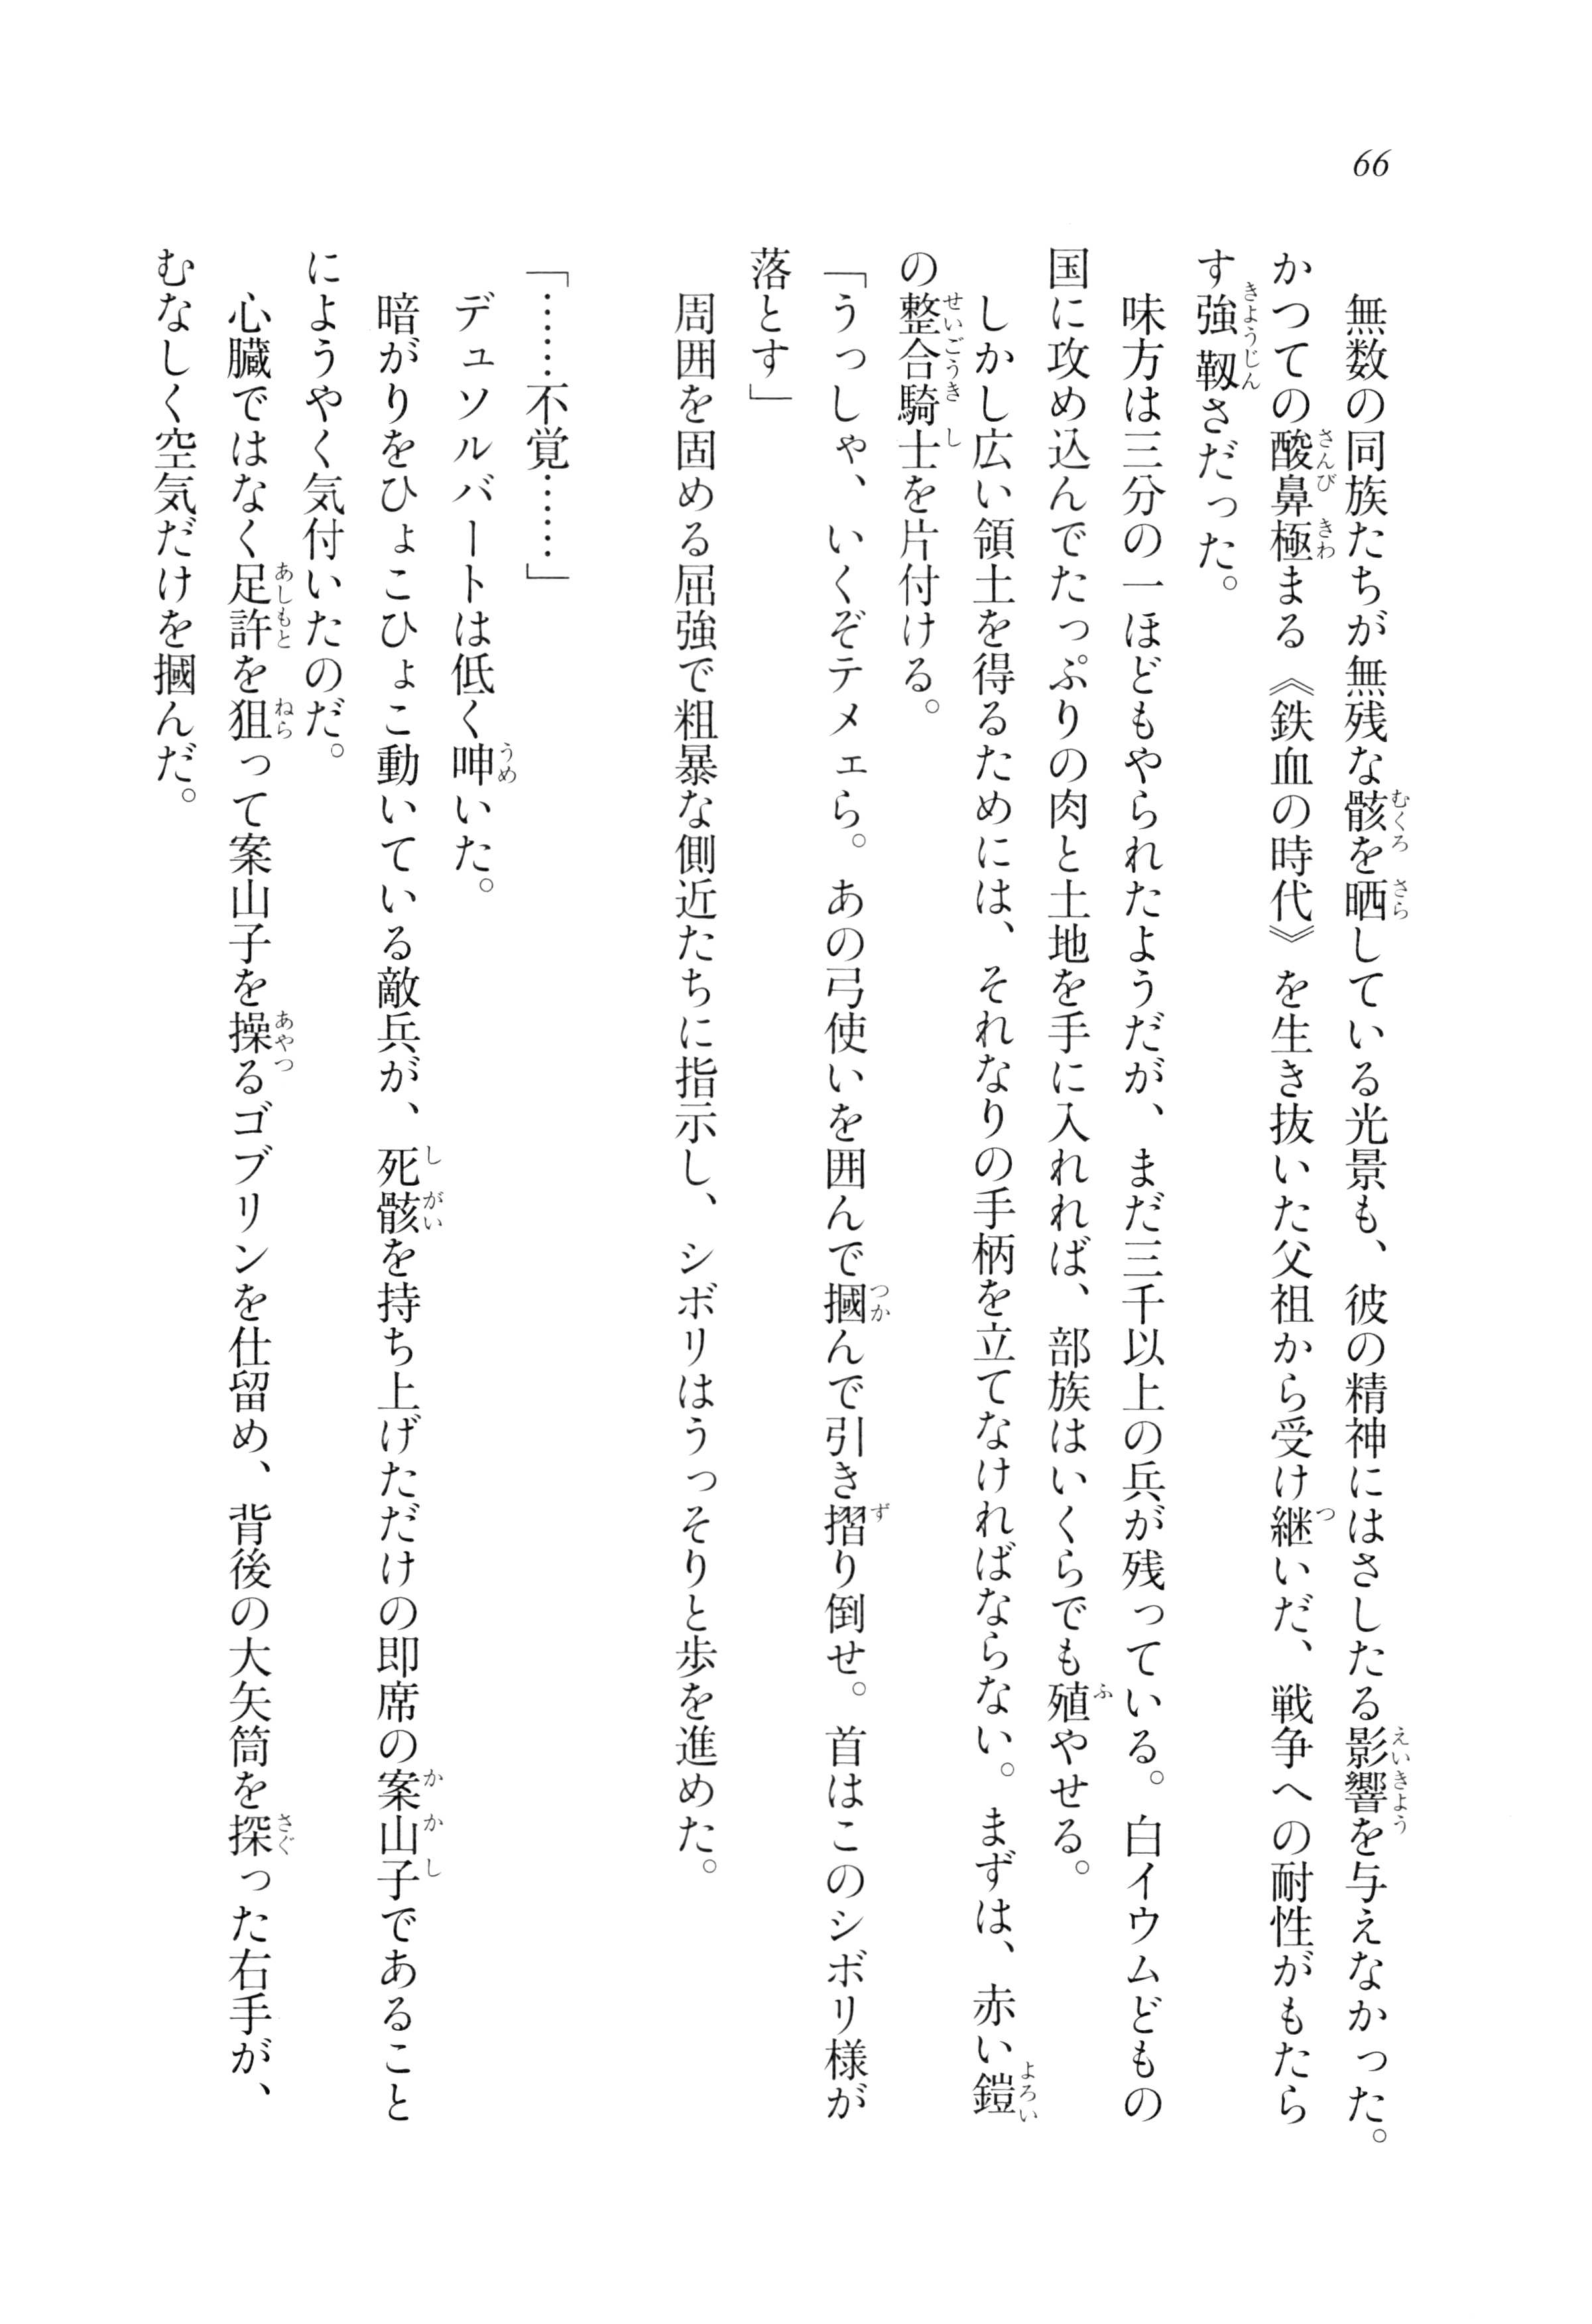 66
無数の同族たちが無残な骸を晒している光景も、彼の精神にはさしたる影響を与えなかった。
かつての酸鼻極まる《鉄血の時代》を生き抜いた父祖から受け継いだ、戦争への耐性がもたら
す強靱さだった。
味方は三分の一ほどもやられたようだが、まだ三千以上の兵が残っている。白イウムどもの
国に攻め込んでたっぷりの肉と土地を手に入れれば、部族はいくらでも殖やせる。
しかし広い領土を得るためには、それなりの手柄を立てなければならない。まずは、赤い鎧
の整合騎士を片付ける。
「うっしゃ、いくぞテメェら。あの弓使いを囲んで摑んで引き摺り倒せ。首はこのシボリ様が
落とす」
周囲を固める屈強で粗暴な側近たちに指示し、シボリはうっそりと歩を進めた。
「……不覚……」
デュソルバートは低く呻いた。
暗がりをひょこひょこ動いている敵兵が、死骸を持ち上げただけの即席の案山子であること
にようやく気付いたのだ。
心臓ではなく足許を狙って案山子を操るゴブリンを仕留め、背後の大矢筒を探った右手が、
むなしく空気だけを摑んだ。